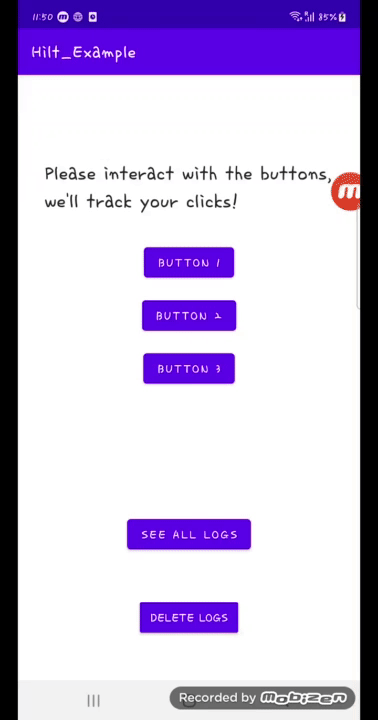 11:50
85%
Hilt_Example
Please interact with the buttons,
we'll track your clicks!
BUTTON 1
BUTTON 2
BUTTON 3
SEE ALL LOGS
DELETE LOGS
Recorded by mobizen